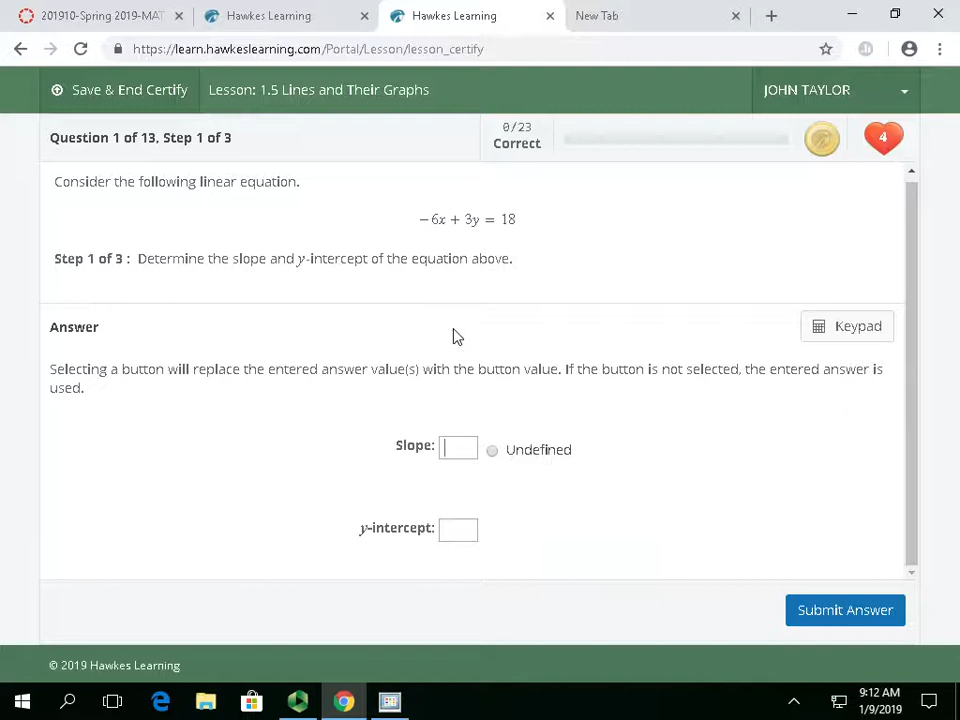 201910-Spring 2019-MAT
Hawkes Learning
Hawkes Learning
New Tab
https://learn.hawkeslearning.com/Portal/Lesson/lesson_certify
Save & End Certify
Lesson: 1.5 Lines and Their Graphs
JOHN TAYLOR
Question 1 of 13, Step 1 of 3
0/23
Correct
4
Consider the following linear equation.
−6x + 3y = 18
Step 1 of 3 : Determine the slope and y-intercept of the equation above.
Answer
Keypad
Selecting a button will replace the entered answer value(s) with the button value. If the button is not selected, the entered answer is
used.
Slope:
Undefined
y-intercept:
Submit Answer
© 2019 Hawkes Learning
9:12 AM
1/9/2019